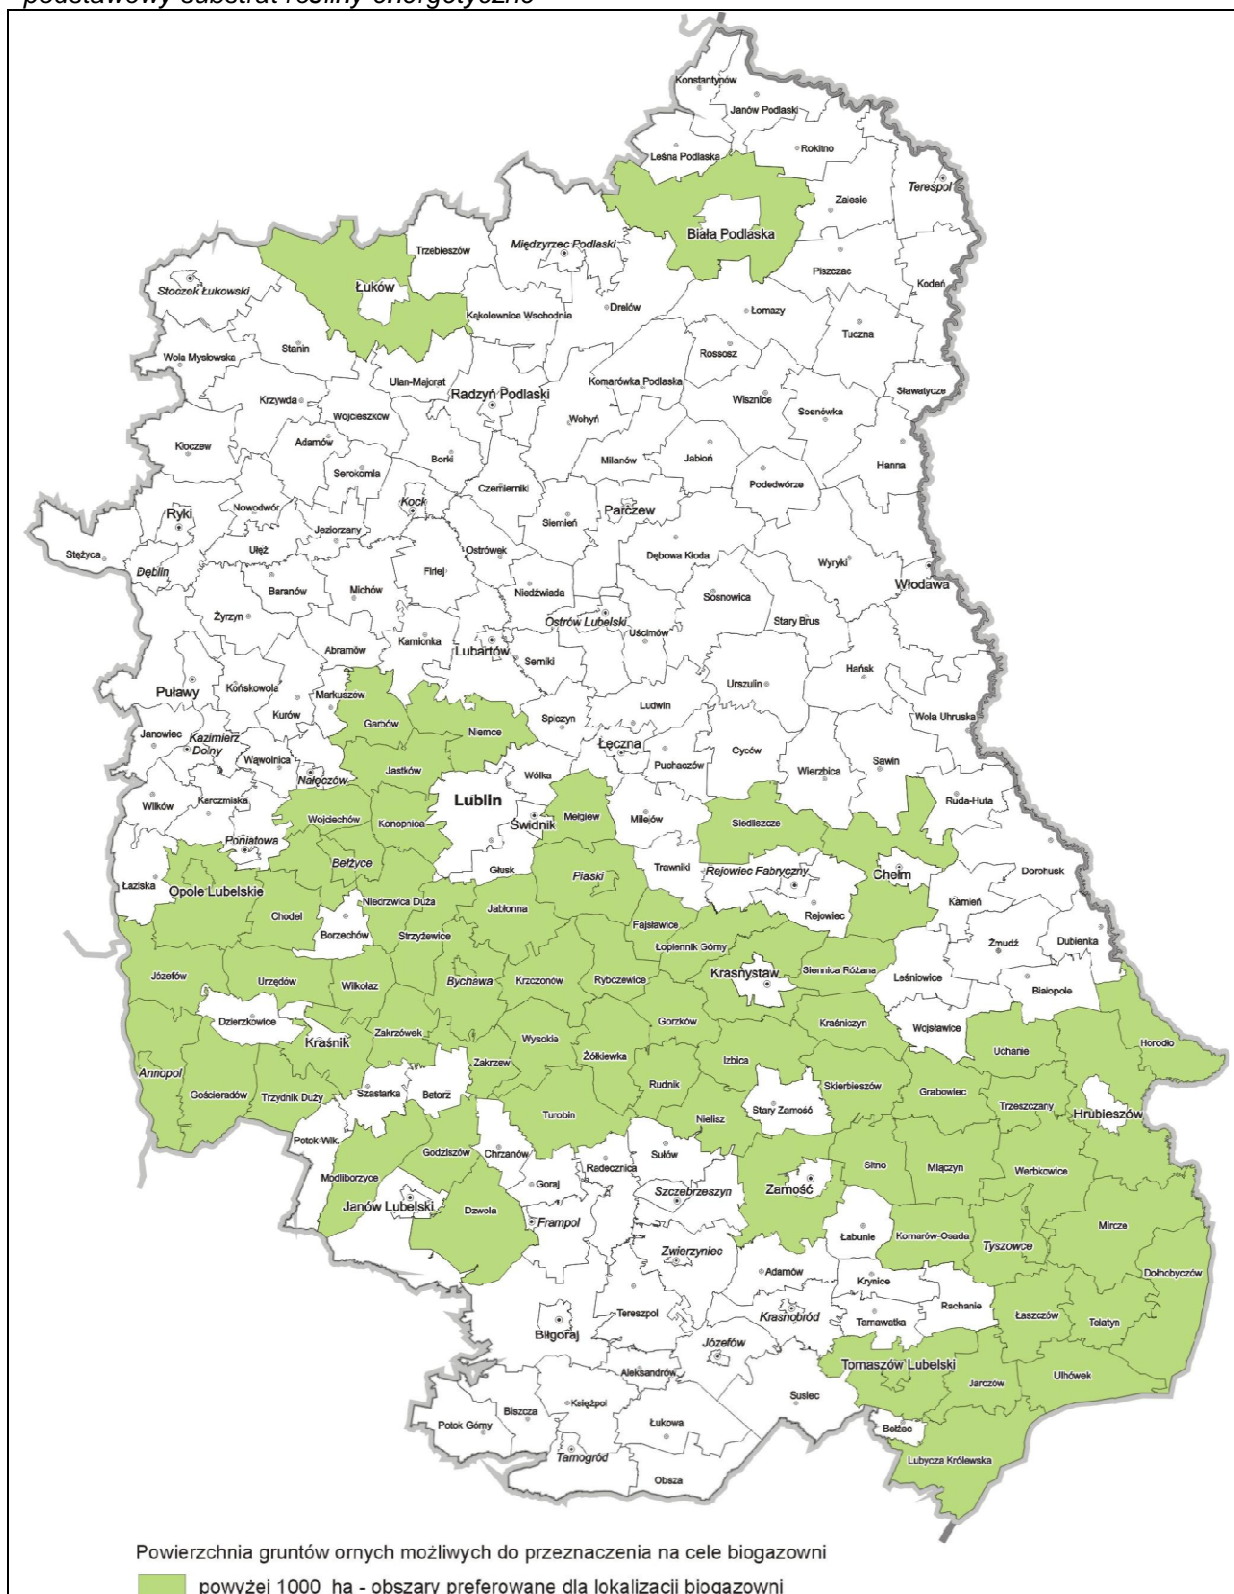 podstawowy substrat rośliny energetyczne
Konstantynów
Janów Podlaski
Leśna Podlaska
Rokitno
Terespol
Zalesie
Biała Podlaska
Międzyrzec Podlaski
Trzebieszów
Piszczac
Kodeń
Stoczek Łukowski
Łuków
Kąkolewnica Wschodnia
Drelów
Łomazy
Tuczna
Stanin
Wola Mysłowska
Rossosz
Ulan-Majorat
Komarówka Podlaska
Sławatycze
Radzyń Podlaski
Wisznice
Krzywda
Wojcieszków
Sosnówka
Wohyń
Kłoczew
Adamów
Borki
Milanów
Jabłoń
Hanna
Serokomla
Podedwórze
Czemierniki
Kock
Nowodwór
Ryki
Parczew
Jeziorzany
Siemień
Stężyca
Ułęż
Ostrówek
Dębowa Kłoda
Dęblin
Firlej
Wyryki
Włodawa
Baranów
Michów
Niedźwiada
Sosnowica
Żyrzyn
Ostrów Lubelski
Stary Brus
Kamionka
Uścimów
Abramów
Lubartów
Serniki
Hańsk
Puławy
Końskowola
Markuszów
Urszulin
Kurów
Garbów
Niemce
Spiczyn
Ludwin
Wola Uhruska
Janowiec
Kazimierz
Dolny
Łęczna
Cyców
Wąwolnica
Jastków
Puchaczów
Sawin
Nałęczów
Wólka
Wierzbica
Wilków
Karczmiska
Lublin
Ruda-Huta
Wojciechów
Konopnica
Świdnik
Mełgiew
Milejów
Siedliszcze
Poniatowa
Bełżyce
Głusk
Piaski
Trawniki
Rejowiec Fabryczny
Chełm
Dorohusk
Łaziska
Opole Lubelskie
Niedrzwica Duża
Jabłonna
Rejowiec
Kamień
Chodel
Fajsławice
Borzechów
Strzyżewice
Łopiennik Górny
Żmudź
Dubienka
Józefów
Urzędów
Wilkołaz
Bychawa
Krzczonów
Rybczewice
Krasnystaw
Siennica Różana
Leśniowice
Białopole
Dzierzkowice
Gorzków
Kraśniczyn
Wojsławice
Kraśnik
Zakrzówek
Wysokie
Uchanie
Horodło
Zakrzew
Żółkiewka
Izbica
Annopol
Gościeradów
Trzydnik Duży
Szastarka
Batorz
Rudnik
Skierbieszów
Grabowiec
Trzeszczany
Turobin
Nielisz
Stary Zamość
Hrubieszów
Potok Wlk.
Godziszów
Chrzanów
Sułów
Modliborzyce
Radecznica
Sitno
Miączyn
Werbkowice
Goraj
Szczebrzeszyn
Zamość
Janów Lubelski
Dzwola
Frampol
Łabunie
Komarów-Osada
Tyszowce
Mircze
Zwierzyniec
Adamów
Krynice
Dołhobyczów
Tereszpol
Krasnobród
Tarnawatka
Rachanie
Łaszczów
Telatyn
Biłgoraj
Józefów
Tomaszów Lubelski
Aleksandrów
Jarczów
Ulhówek
Susiec
Biszcza
Księżpol
Łukowa
Potok Górny
Bełżec
Tarnogród
Lubycza Królewska
Obsza
Powierzchnia gruntów ornych możliwych do przeznaczenia na cele biogazowni
powyżej 1000 ha - obszary preferowane dla lokalizacji biogazowni